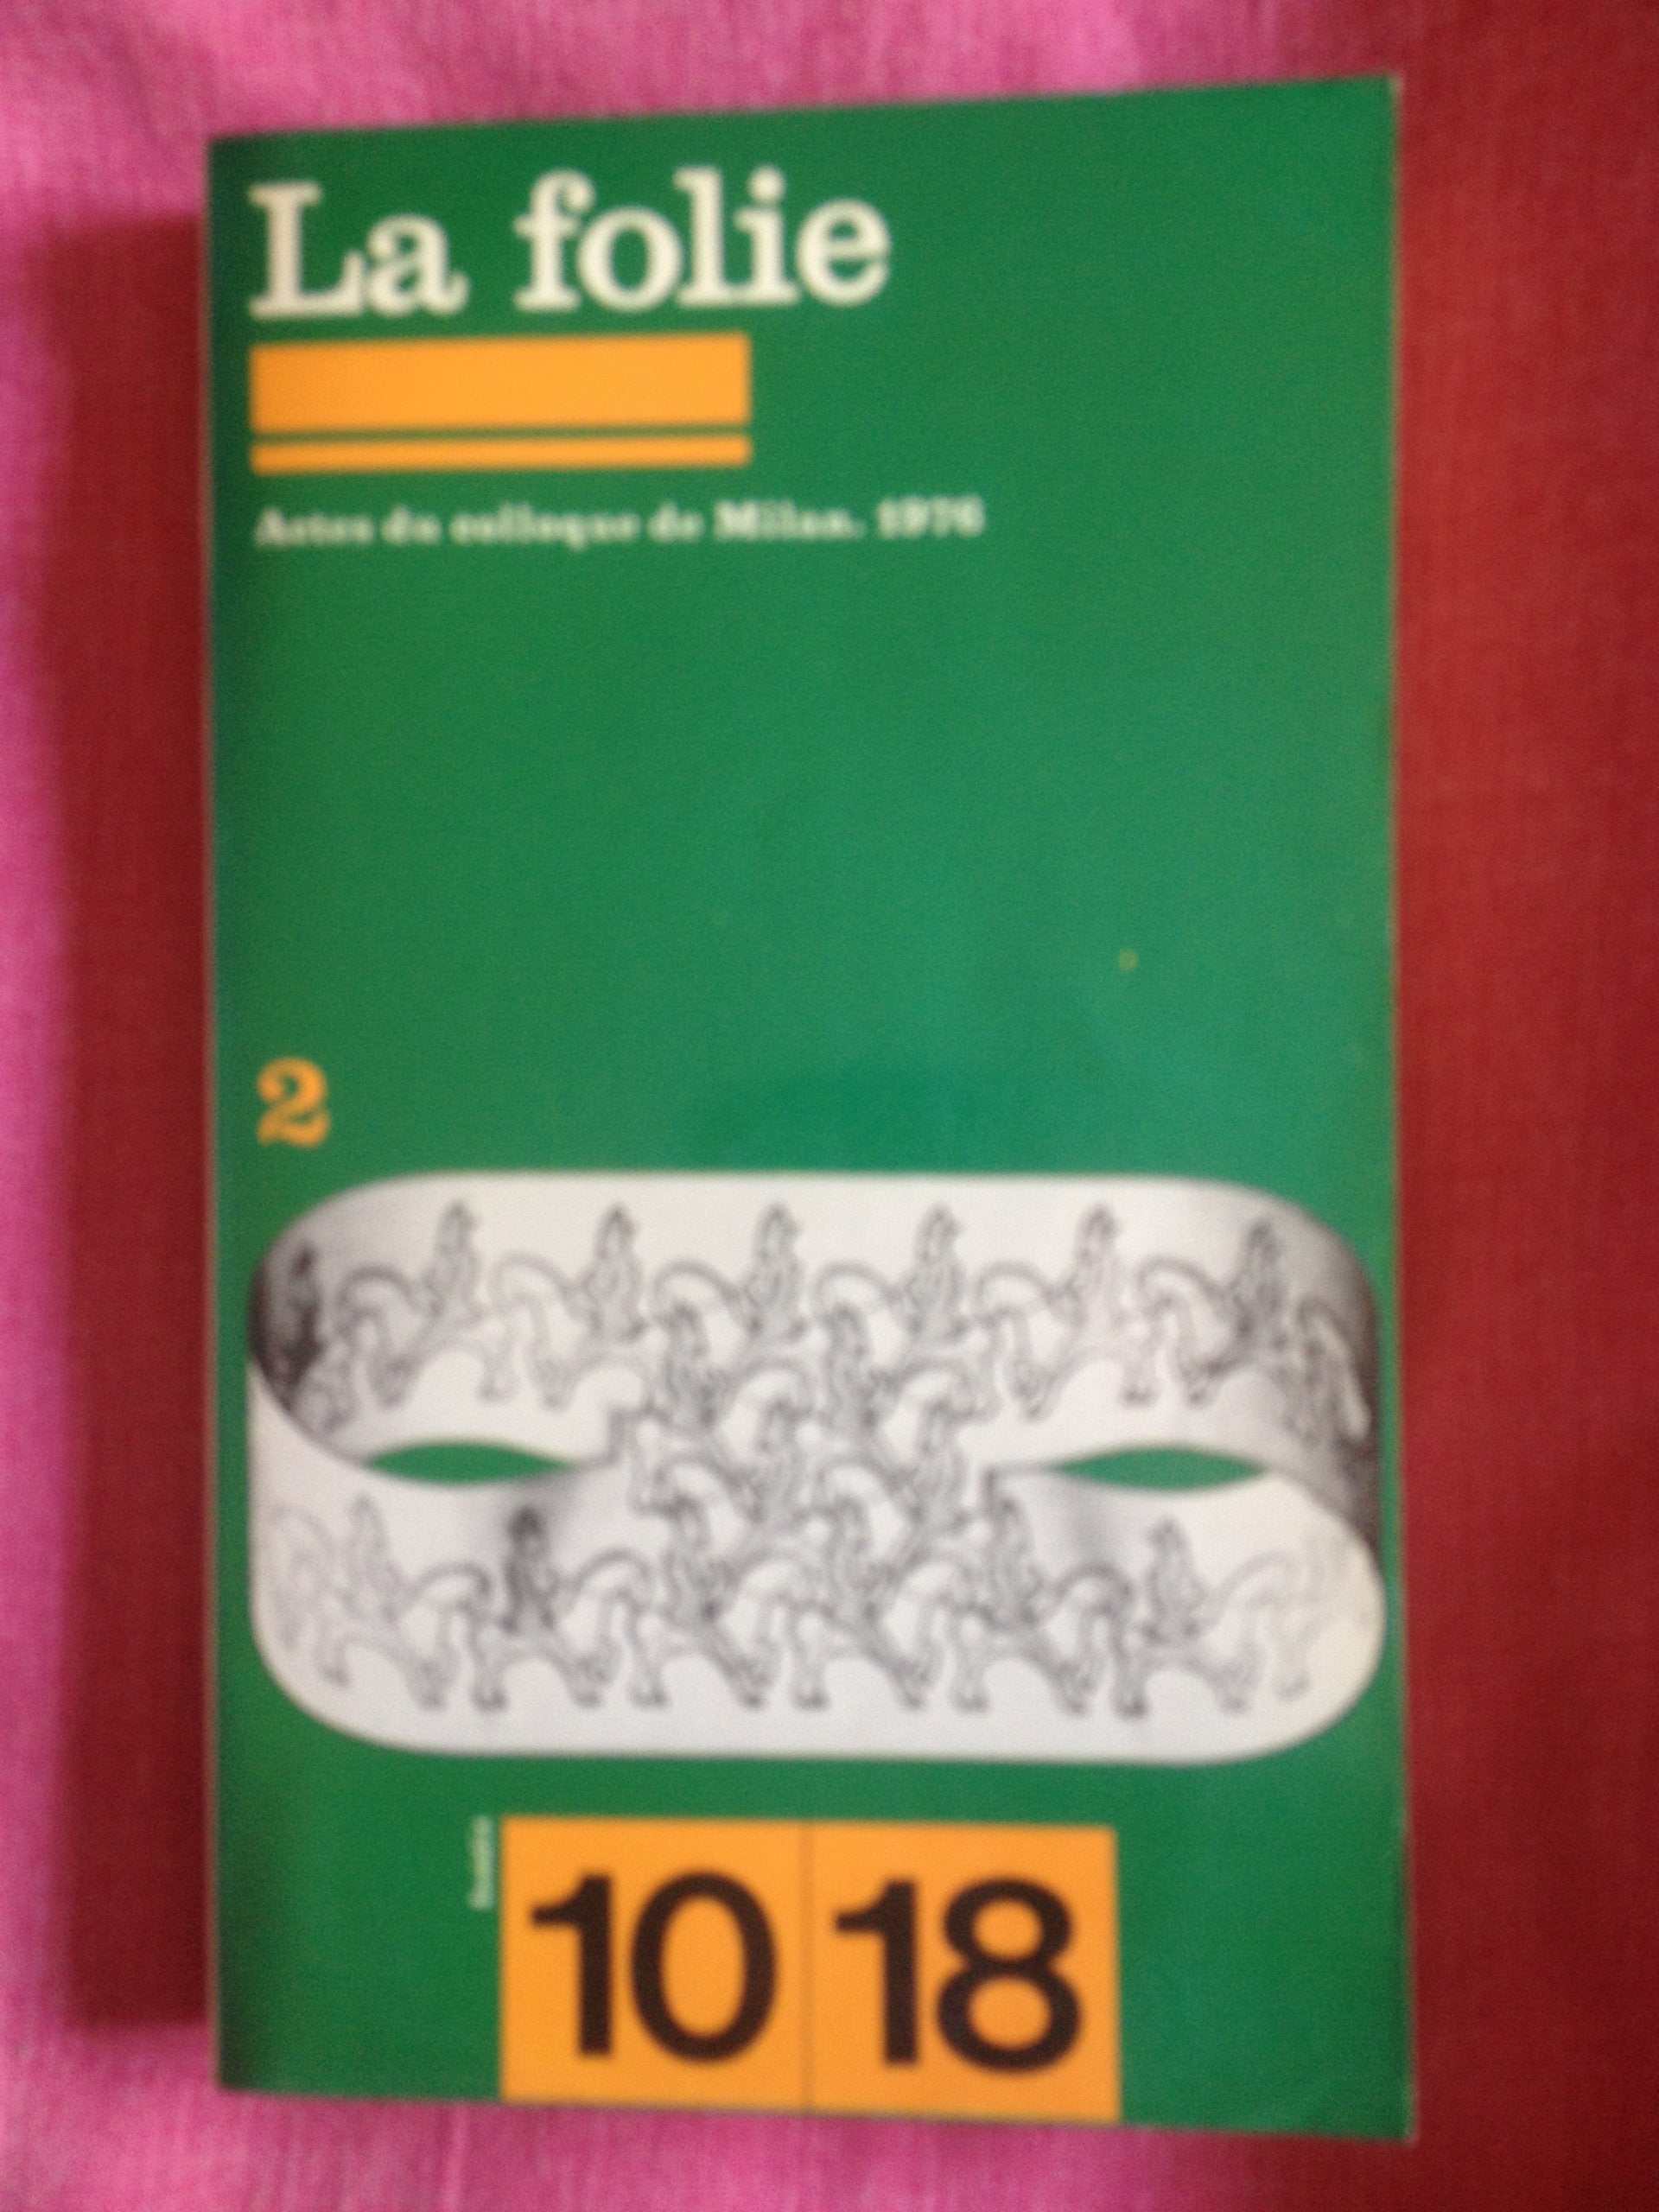 La folie
Actes du colloque de Milan. 1976
2
10 18